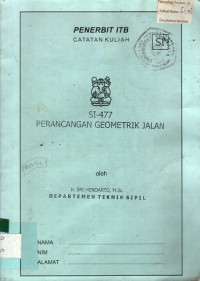 PENERBIT ITB
CATATAN KULIAH
SI
SI-477
PERANCANGAN GEOMETRIK JALAN
oleh
Ir. SRI HENDARTO, M.Sc.
DEPARTEMEN TEKNIK SIPIL
NAMA
NIM
ALAMAT